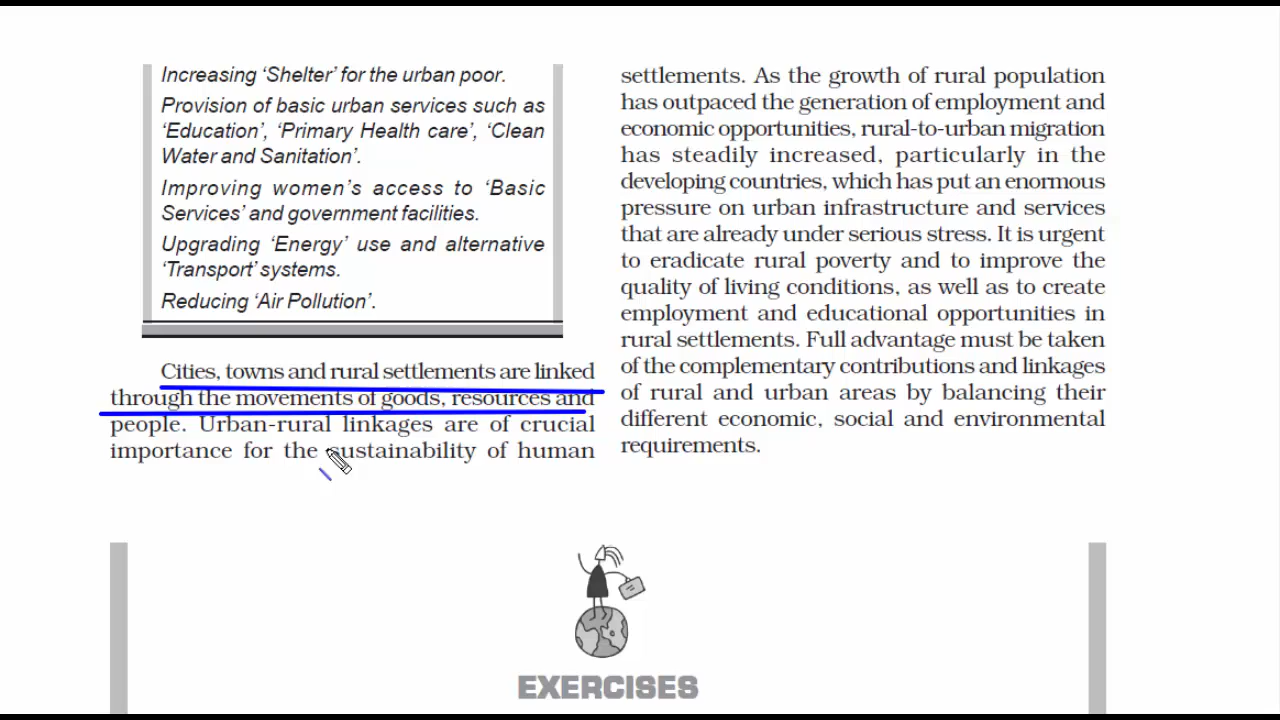 Increasing ‘Shelter’ for the urban poor.
Provision of basic urban services such as
‘Education’, ‘Primary Health care’, ‘Clean
Water and Sanitation’.
Improving women’s access to ‘Basic
Services’ and government facilities.
Upgrading ‘Energy’ use and alternative
‘Transport’ systems.
Reducing ‘Air Pollution’.
Cities, towns and rural settlements are linked
through the movements of goods, resources and
people. Urban-rural linkages are of crucial
importance for the sustainability of human
settlements. As the growth of rural population
has outpaced the generation of employment and
economic opportunities, rural-to-urban migration
has steadily increased, particularly in the
developing countries, which has put an enormous
pressure on urban infrastructure and services
that are already under serious stress. It is urgent
to eradicate rural poverty and to improve the
quality of living conditions, as well as to create
employment and educational opportunities in
rural settlements. Full advantage must be taken
of the complementary contributions and linkages
of rural and urban areas by balancing their
different economic, social and environmental
requirements.
EXERCISES